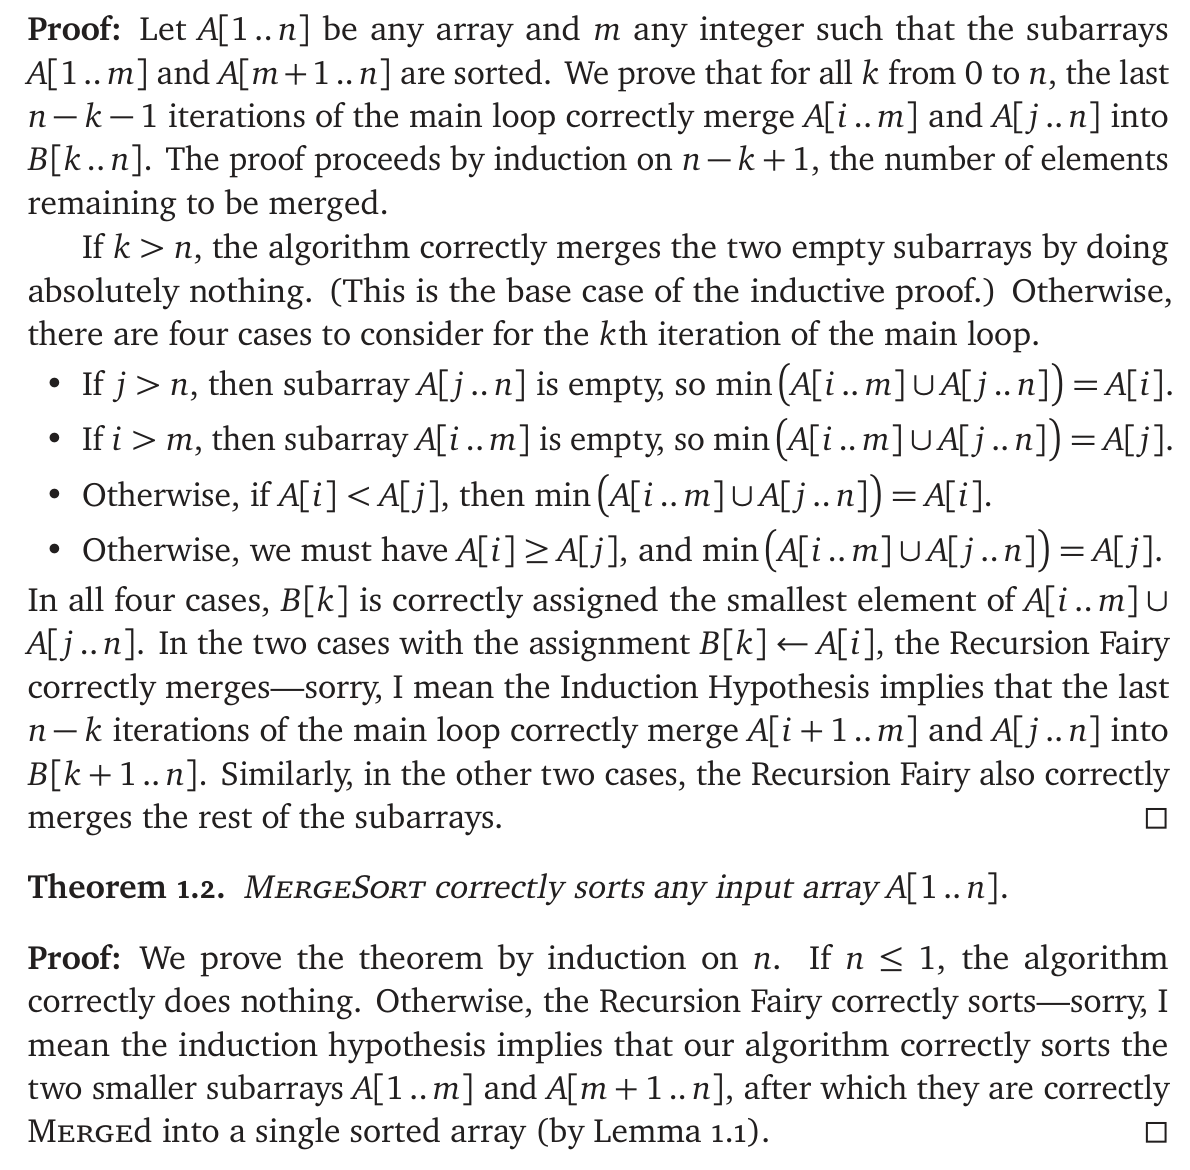 Proof: Let A[1 .. n] be any array and m any integer such that the subarrays
A[1 .. m] and A[m + 1 .. n] are sorted. We prove that for all k from 0 to n, the last
n − k − 1 iterations of the main loop correctly merge A[i .. m] and A[j .. n] into
B[k .. n]. The proof proceeds by induction on n − k + 1, the number of elements
remaining to be merged.
If k > n, the algorithm correctly merges the two empty subarrays by doing
absolutely nothing. (This is the base case of the inductive proof.) Otherwise,
there are four cases to consider for the kth iteration of the main loop.
• If j > n, then subarray A[j .. n] is empty, so min(A[i .. m] ∪ A[j .. n]) = A[i].
• If i > m, then subarray A[i .. m] is empty, so min(A[i .. m] ∪ A[j .. n]) = A[j].
• Otherwise, if A[i] < A[j], then min(A[i .. m] ∪ A[j .. n]) = A[i].
• Otherwise, we must have A[i] ≥ A[j], and min(A[i .. m] ∪ A[j .. n]) = A[j].
In all four cases, B[k] is correctly assigned the smallest element of A[i .. m] ∪
A[j .. n]. In the two cases with the assignment B[k] ← A[i], the Recursion Fairy
correctly merges—sorry, I mean the Induction Hypothesis implies that the last
n − k iterations of the main loop correctly merge A[i + 1 .. m] and A[j .. n] into
B[k + 1 .. n]. Similarly, in the other two cases, the Recursion Fairy also correctly
merges the rest of the subarrays. □
Theorem 1.2. MERGESORT correctly sorts any input array A[1 .. n].
Proof: We prove the theorem by induction on n. If n ≤ 1, the algorithm
correctly does nothing. Otherwise, the Recursion Fairy correctly sorts—sorry, I
mean the induction hypothesis implies that our algorithm correctly sorts the
two smaller subarrays A[1 .. m] and A[m + 1 .. n], after which they are correctly
MERGEd into a single sorted array (by Lemma 1.1). □